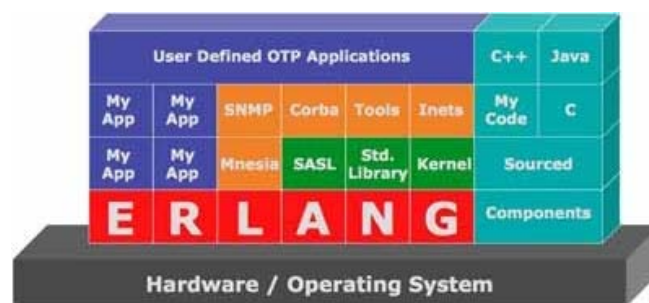 User Defined OTP Applications C++ Java
My App My App SNMP Corba Tools Inets My Code C
My App My App Mnesia SASL Std. Library Kernel Sourced
E R L A N G Components
Hardware / Operating System